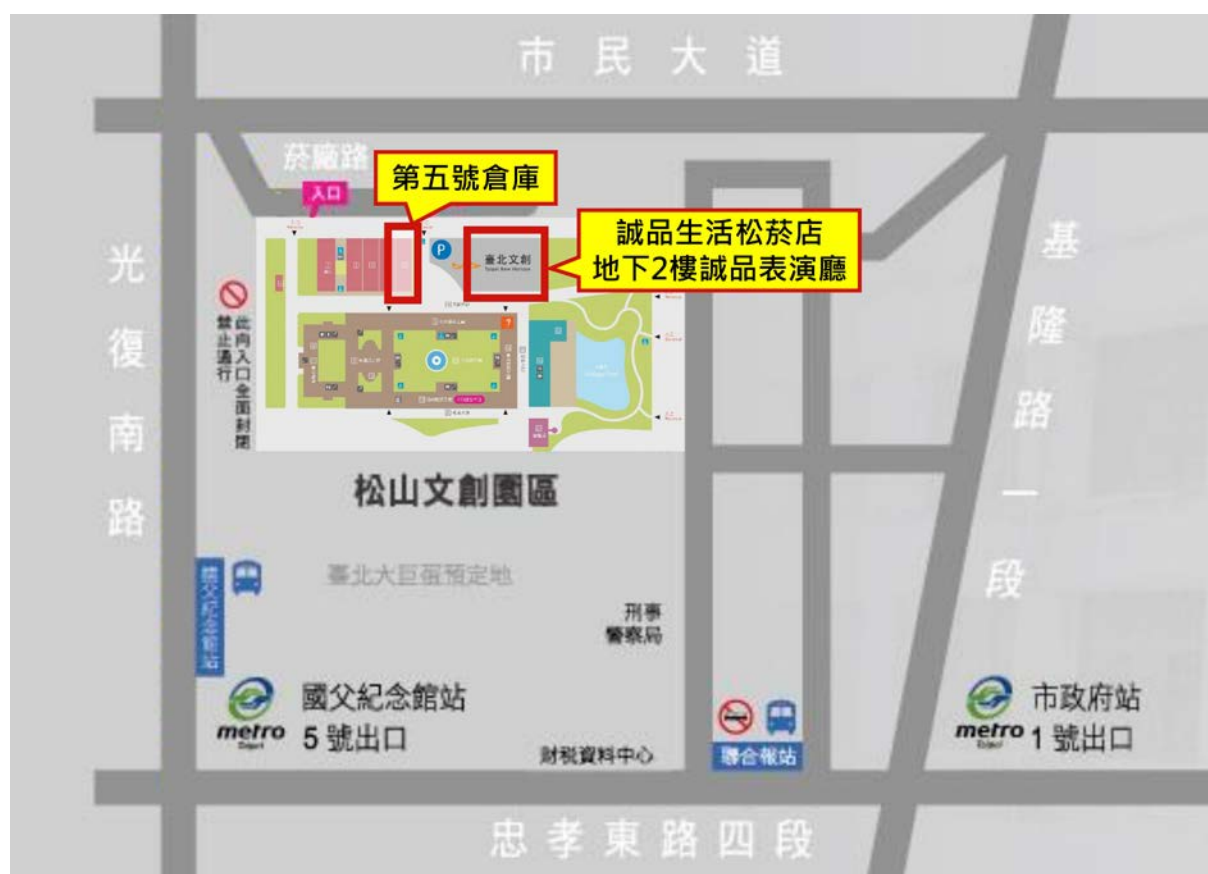 市民大道
菸廠路
入口
第五號倉庫
誠品生活松菸店
地下2樓誠品表演廳
P
臺北文創
Taipei New Horizon
光復南路
基隆路一段
此向入口全面封閉
禁止通行
松山文創園區
臺北大巨蛋預定地
國父紀念館站
刑事
警察局
metro
Taipei
國父紀念館站
5 號出口
財稅資料中心
聯合報站
metro
Taipei
市政府站
1 號出口
忠孝東路四段